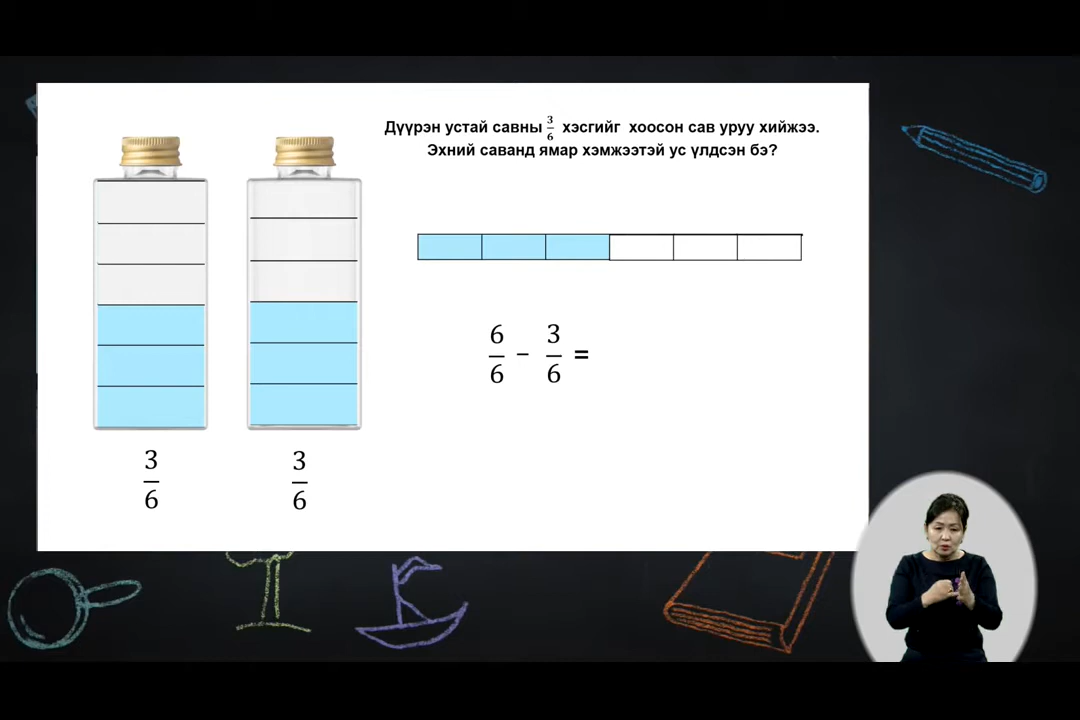 Дүүрэн устай савны 3/6 хэсгийг хоосон сав уруу хийжээ.
Эхний саванд ямар хэмжээтэй ус үлдсэн бэ?
6/6 - 3/6 =
3/6
3/6